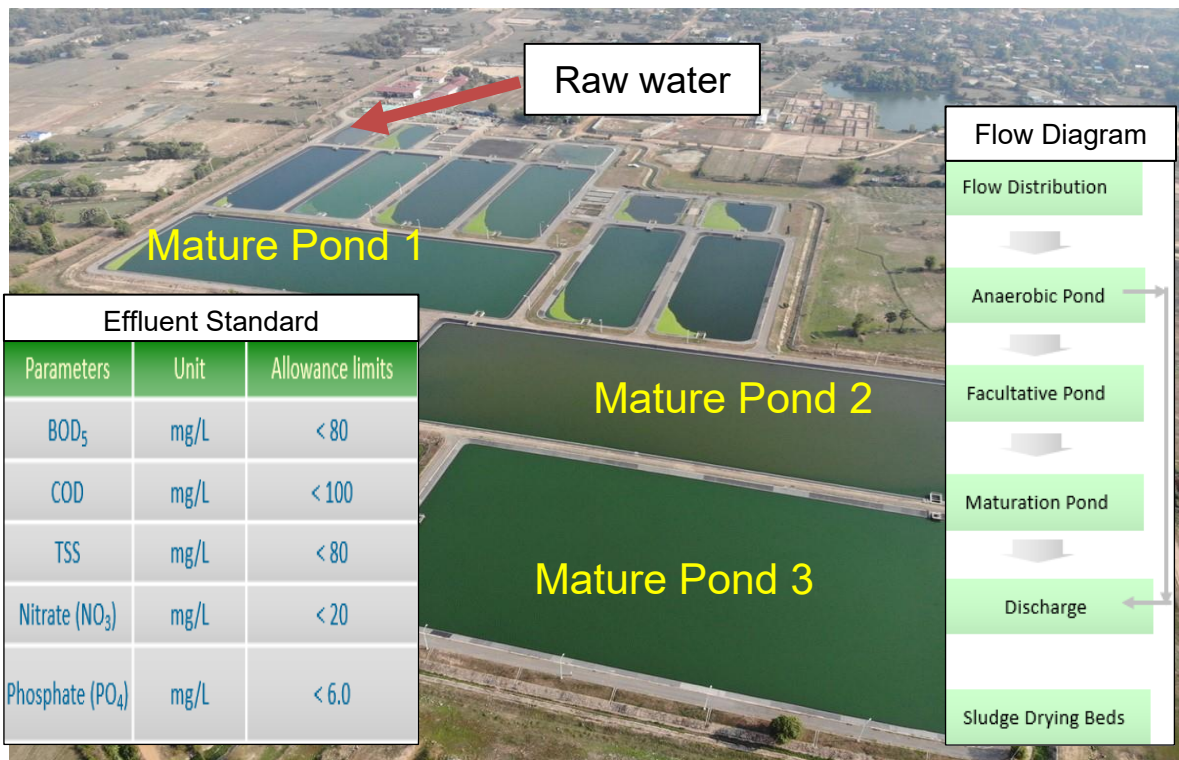 Raw water
Mature Pond 1
Mature Pond 2
Mature Pond 3
Effluent Standard
Parameters Unit Allowance limits
BOD₅ mg/L < 80
COD mg/L < 100
TSS mg/L < 80
Nitrate (NO₃) mg/L < 20
Phosphate (PO₄) mg/L < 6.0
Flow Diagram
Flow Distribution
Anaerobic Pond
Facultative Pond
Maturation Pond
Discharge
Sludge Drying Beds